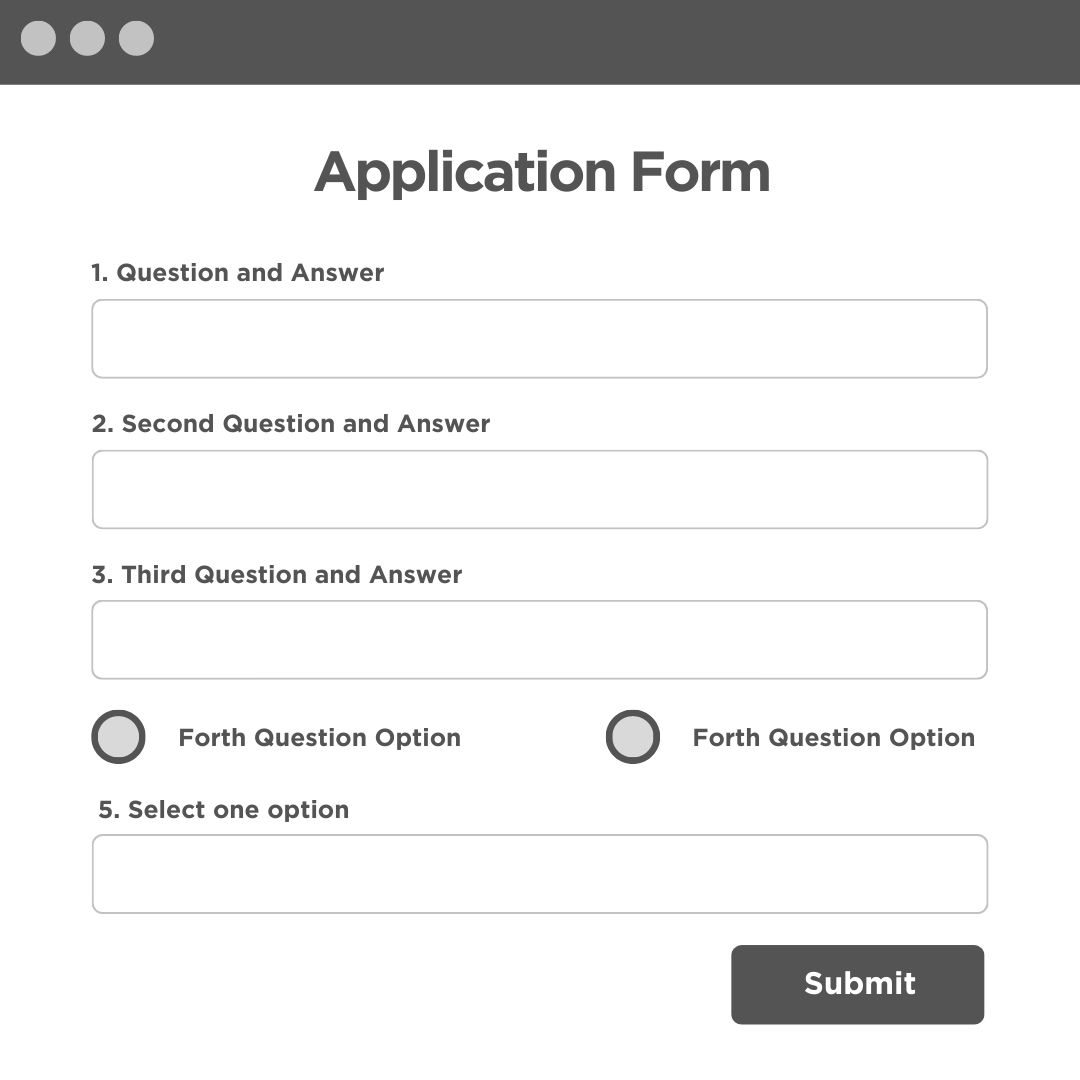 Application Form
1. Question and Answer
2. Second Question and Answer
3. Third Question and Answer
Forth Question Option
Forth Question Option
5. Select one option
Submit